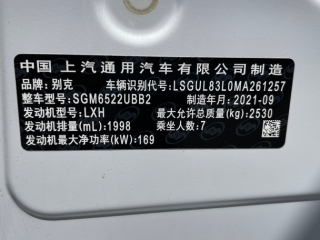 中国 上汽通用汽车有限公司制造
品牌: 别克 车辆识别代号: LSGUL83L0MA261257
整车型号: SGM6522UBB2 制造年月: 2021-09
发动机型号: LXH 最大允许总质量(kg): 2530
发动机排量(mL): 1998 乘坐人数: 7
发动机最大净功率(kW): 169